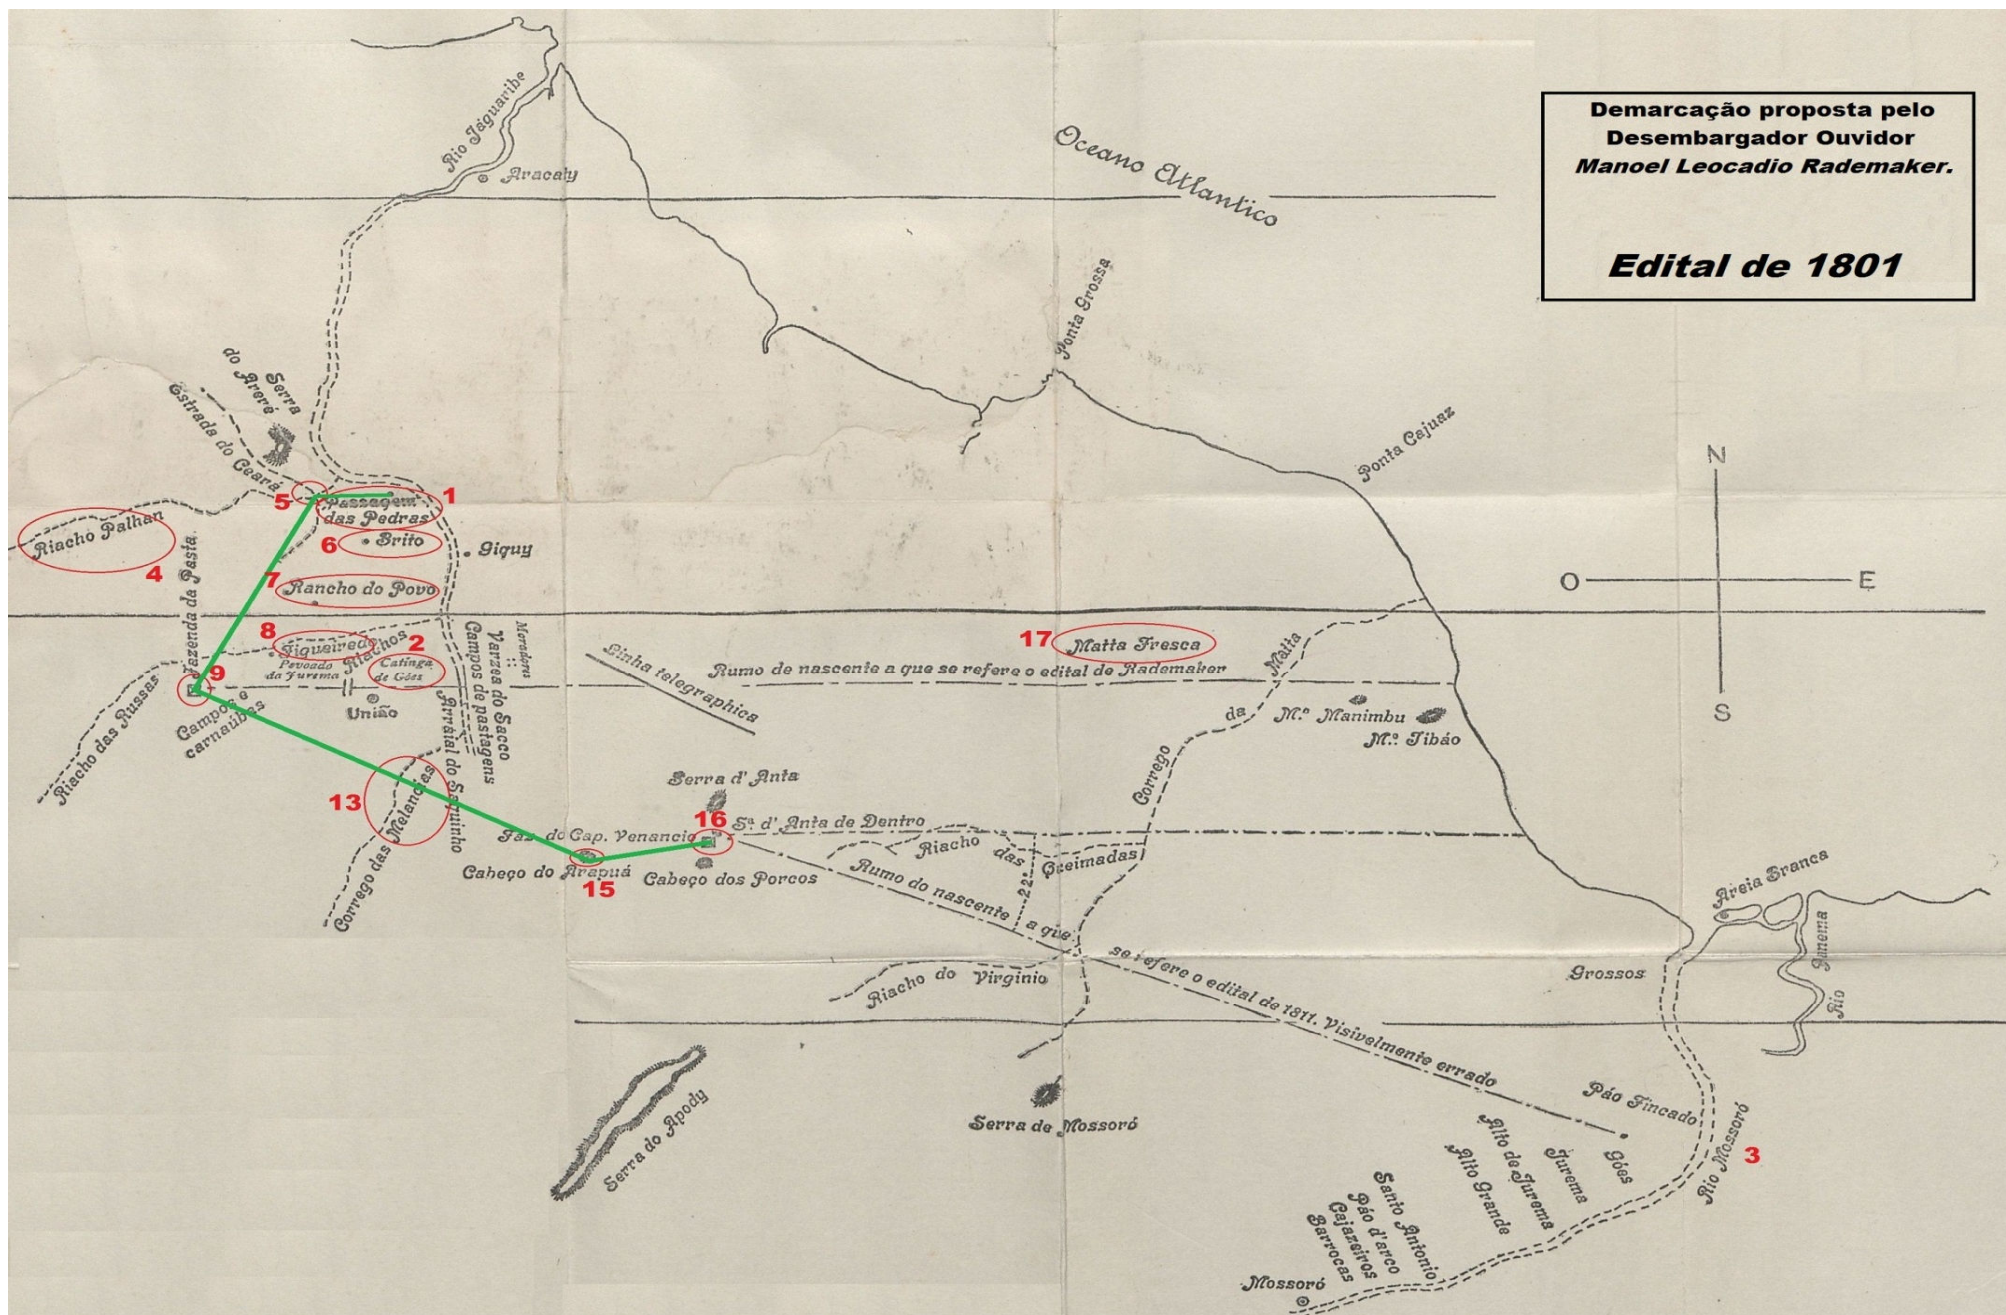 Demarcação proposta pelo
Desembargador Ouvidor
Manoel Leocadio Rademaker.
Edital de 1801
Rio Jaguaribe
Aracaty
Oceano Atlantico
Ponta Grossa
Ponta Cajuaz
Serra
do Areré
Estrada do Ceará
5
1
Passagem
das Pedras
Riacho Palhan
4
6
Brito
Giquy
7
Rancho do Povo
Fazenda da Pasta
8
Figueiredo
2
Riachos
Povoado
da Jurema
Catinga
de Góes
9
Campos e
carnaúbas
União
Riacho das Russas
Moradores
Varzea do Sacco
Campos de pastagens
Arraial do Saquinho
Linha telegraphica
17
Matta Fresca
Rumo de nascente a que se refere o edital de Rademaker
N
O
E
S
Corrego
da
Matta
M.º Manimbu
M.º Tibáo
13
Corrego das Melancias
Serra d' Anta
16
Faz. do Cap. Venancio
Sª. d' Anta de Dentro
Cabeço do Arapuá
15
Cabeço dos Porcos
Riacho das Queimadas
22º
Rumo do nascente a que se refere o edital de 1811. Visivelmente errado
Riacho do Virginio
Areia Branca
Grossos
Rio
Serra do Apody
Serra de Mossoró
Páo Fincado
Rio Mossoró
3
Góes
Jurema
Alto de Jurema
Alto Grande
Santo Antonio
Páo d'arco
Cajazeiros
Barrocas
Mossoró